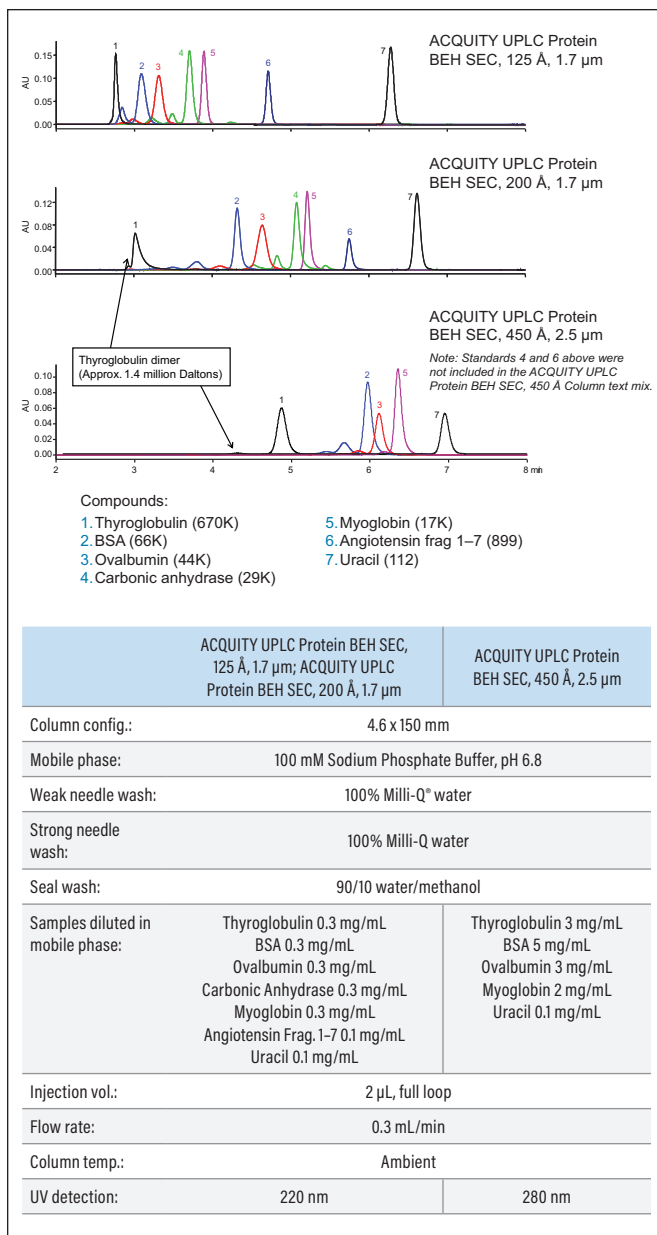 ACQUITY UPLC Protein
BEH SEC, 125 Å, 1.7 µm
1
2
3
4
5
6
7
0.15
0.10
0.05
0.00
AU
ACQUITY UPLC Protein
BEH SEC, 200 Å, 1.7 µm
1
2
3
4
5
6
7
0.12
0.08
0.04
0.00
AU
ACQUITY UPLC Protein
BEH SEC, 450 Å, 2.5 µm
Note: Standards 4 and 6 above were
not included in the ACQUITY UPLC
Protein BEH SEC, 450 Å Column text mix.
Thyroglobulin dimer
(Approx. 1.4 million Daltons)
1
2
3
5
7
0.10
0.08
0.06
0.04
0.02
0.00
AU
2 3 4 5 6 7 8 min
Compounds:
1. Thyroglobulin (670K)
2. BSA (66K)
3. Ovalbumin (44K)
4. Carbonic anhydrase (29K)
5. Myoglobin (17K)
6. Angiotensin frag 1–7 (899)
7. Uracil (112)
ACQUITY UPLC Protein BEH SEC,
125 Å, 1.7 µm; ACQUITY UPLC
Protein BEH SEC, 200 Å, 1.7 µm
ACQUITY UPLC Protein
BEH SEC, 450 Å, 2.5 µm
Column config.: 4.6 x 150 mm
Mobile phase: 100 mM Sodium Phosphate Buffer, pH 6.8
Weak needle wash: 100% Milli-Q® water
Strong needle
wash:
100% Milli-Q water
Seal wash: 90/10 water/methanol
Samples diluted in
mobile phase:
Thyroglobulin 0.3 mg/mL
BSA 0.3 mg/mL
Ovalbumin 0.3 mg/mL
Carbonic Anhydrase 0.3 mg/mL
Myoglobin 0.3 mg/mL
Angiotensin Frag. 1–7 0.1 mg/mL
Uracil 0.1 mg/mL
Thyroglobulin 3 mg/mL
BSA 5 mg/mL
Ovalbumin 3 mg/mL
Myoglobin 2 mg/mL
Uracil 0.1 mg/mL
Injection vol.: 2 µL, full loop
Flow rate: 0.3 mL/min
Column temp.: Ambient
UV detection: 220 nm 280 nm